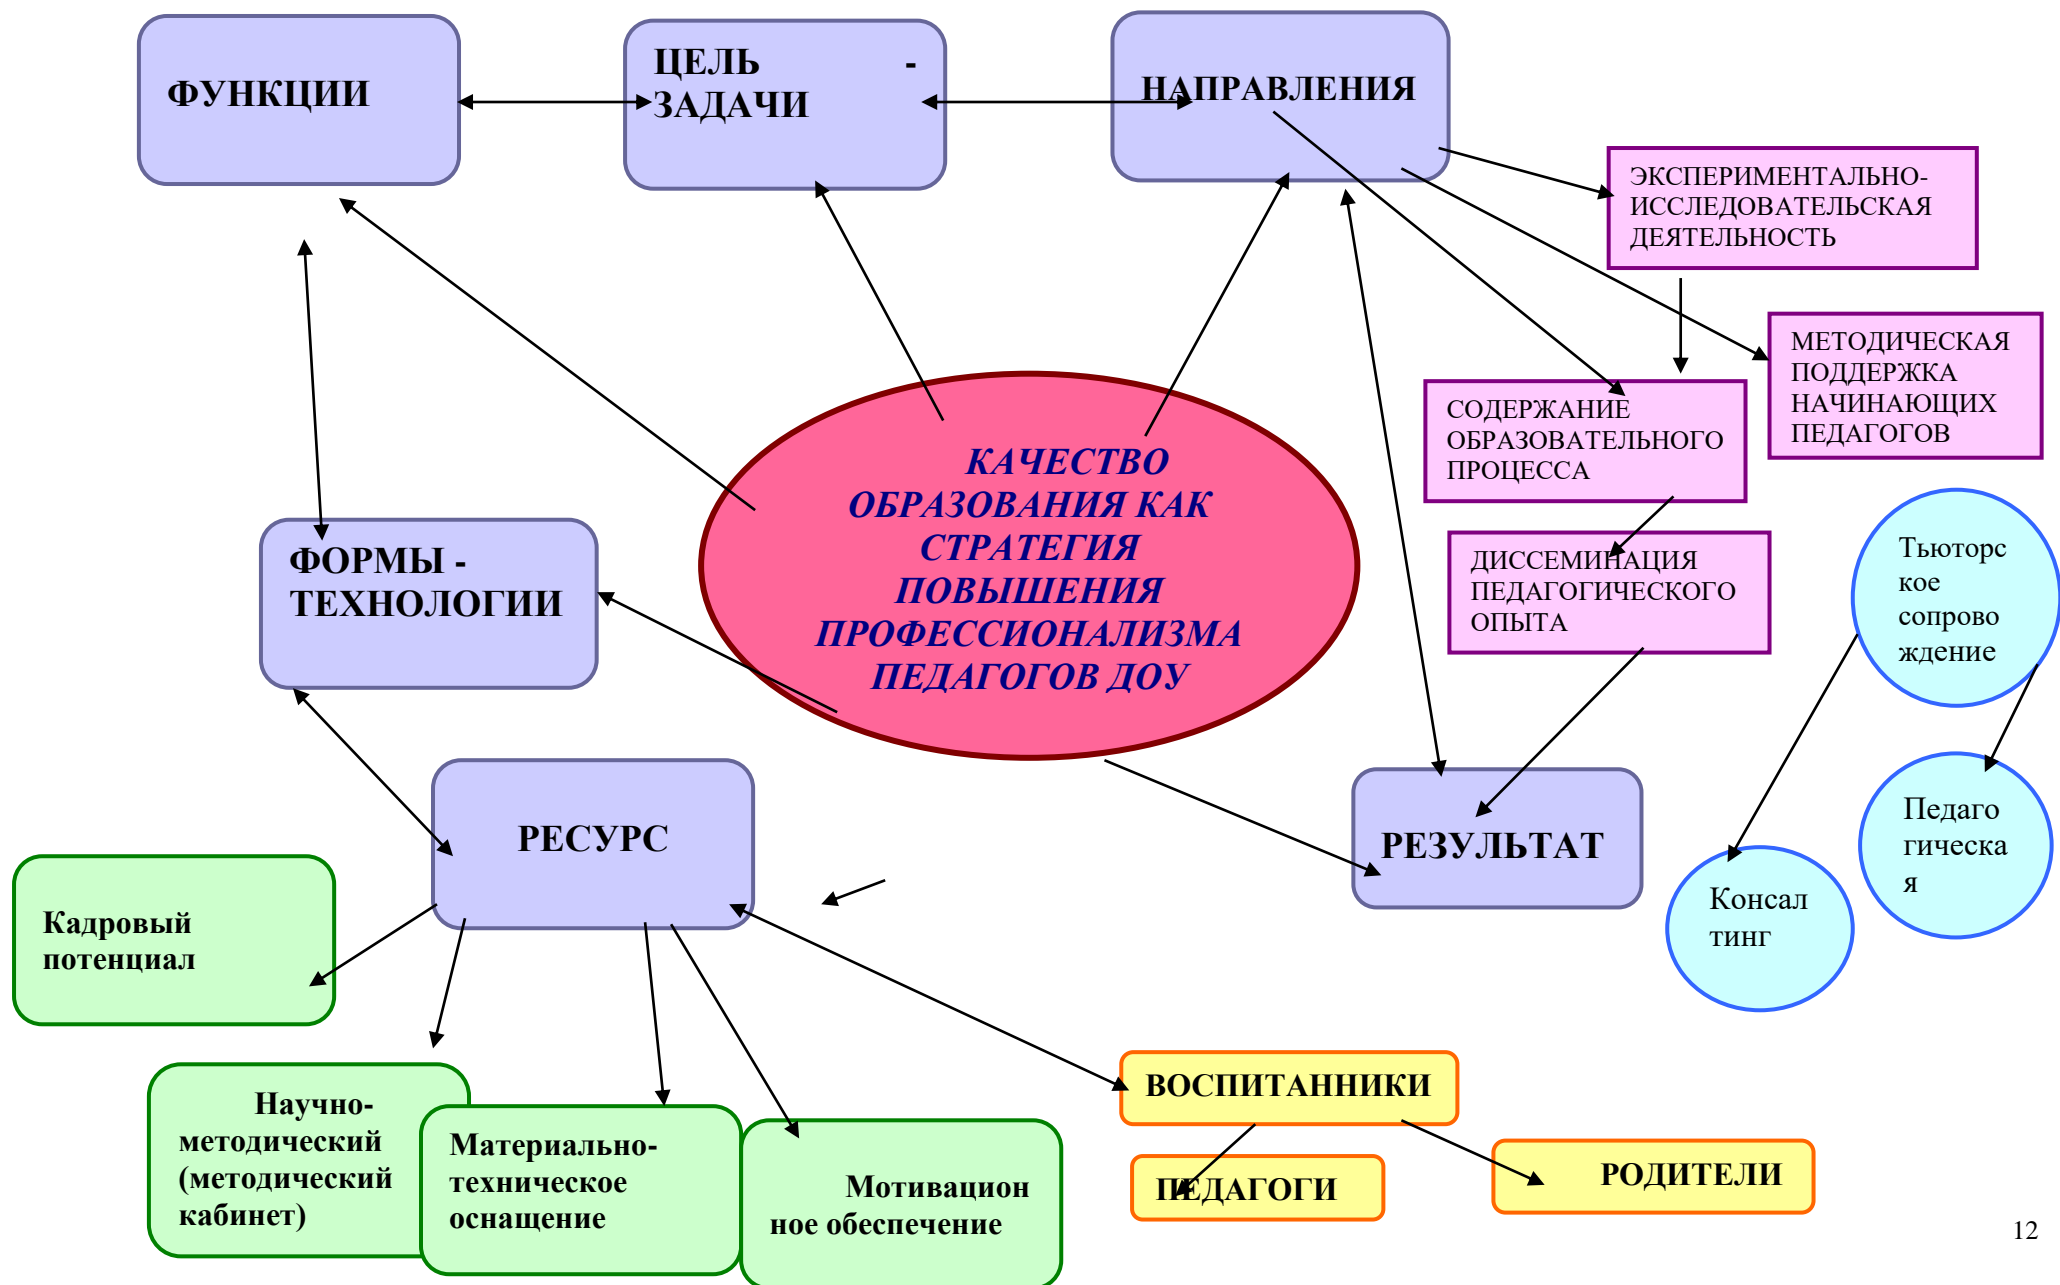 ФУНКЦИИ
ЦЕЛЬ -
ЗАДАЧИ
НАПРАВЛЕНИЯ
ЭКСПЕРИМЕНТАЛЬНО-
ИССЛЕДОВАТЕЛЬСКАЯ
ДЕЯТЕЛЬНОСТЬ
МЕТОДИЧЕСКАЯ
ПОДДЕРЖКА
НАЧИНАЮЩИХ
ПЕДАГОГОВ
СОДЕРЖАНИЕ
ОБРАЗОВАТЕЛЬНОГО
ПРОЦЕССА
КАЧЕСТВО
ОБРАЗОВАНИЯ КАК
СТРАТЕГИЯ
ПОВЫШЕНИЯ
ПРОФЕССИОНАЛИЗМА
ПЕДАГОГОВ ДОУ
ФОРМЫ -
ТЕХНОЛОГИИ
ДИССЕМИНАЦИЯ
ПЕДАГОГИЧЕСКОГО
ОПЫТА
Тьюторс
кое
сопрово
ждение
РЕСУРС
РЕЗУЛЬТАТ
Педаго
гическа
я
Консал
тинг
Кадровый
потенциал
Научно-
методический
(методический
кабинет)
Материально-
техническое
оснащение
Мотивацион
ное обеспечение
ВОСПИТАННИКИ
ПЕДАГОГИ
РОДИТЕЛИ
12